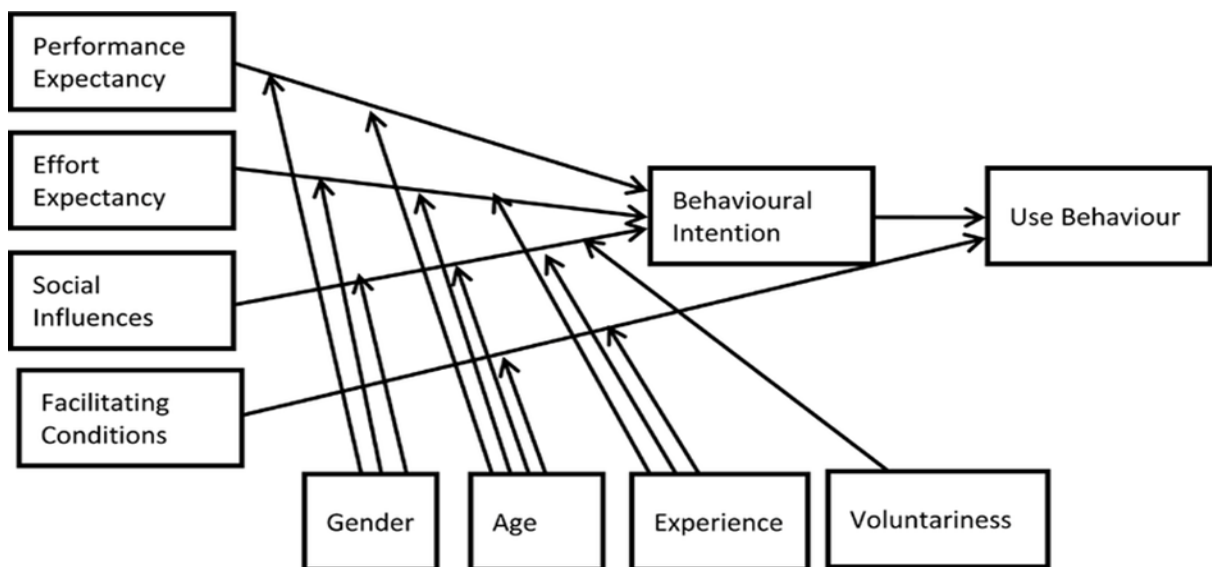 Performance
Expectancy
Effort
Expectancy
Social
Influences
Facilitating
Conditions
Behavioural
Intention
Use Behaviour
Gender
Age
Experience
Voluntariness